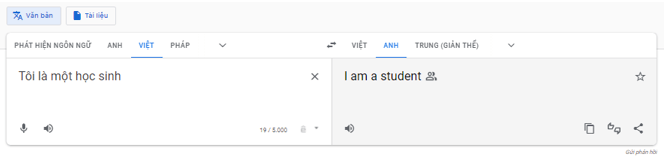 Văn bản Tài liệu
PHÁT HIỆN NGÔN NGỮ ANH VIỆT PHÁP VIỆT ANH TRUNG (GIẢN THỂ)
Tôi là một học sinh I am a student
19 / 5.000
Gửi phản hồi